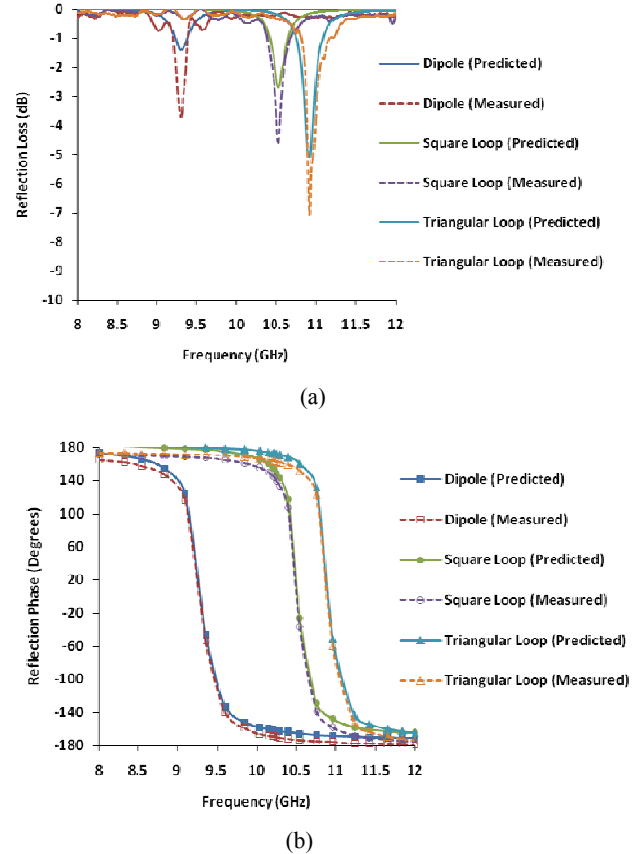 0
-1
-2
-3
-4
-5
-6
-7
-8
-9
-10
Reflection Loss (dB)
8 8.5 9 9.5 10 10.5 11 11.5 12
Frequency (GHz)
Dipole (Predicted)
Dipole (Measured)
Square Loop (Predicted)
Square Loop (Measured)
Triangular Loop (Predicted)
Triangular Loop (Measured)
(a)
180
140
100
60
20
-20
-60
-100
-140
-180
Reflection Phase (Degrees)
8 8.5 9 9.5 10 10.5 11 11.5 12
Frequency (GHz)
Dipole (Predicted)
Dipole (Measured)
Square Loop (Predicted)
Square Loop (Measured)
Triangular Loop (Predicted)
Triangular Loop (Measured)
(b)